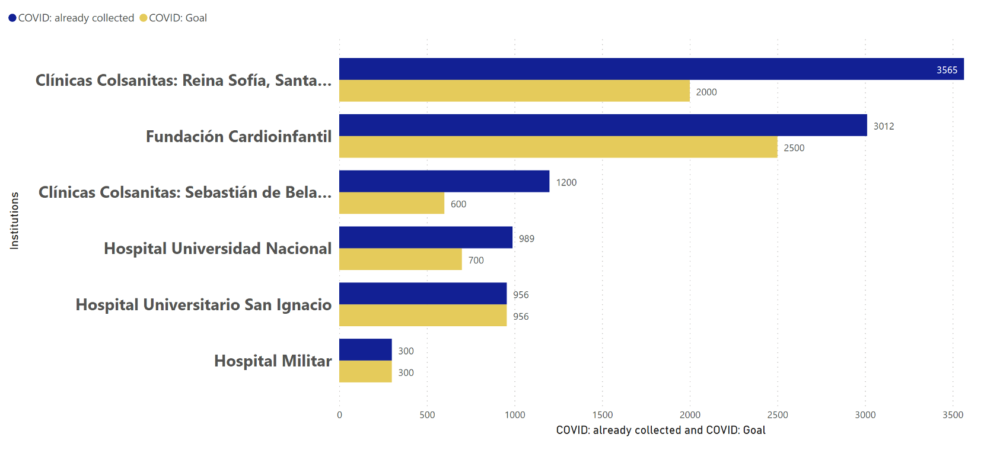 COVID: already collected COVID: Goal
Clínicas Colsanitas: Reina Sofía, Santa…
3565
2000
Fundación Cardioinfantil
3012
2500
Clínicas Colsanitas: Sebastián de Bela…
1200
600
Hospital Universidad Nacional
989
700
Hospital Universitario San Ignacio
956
956
Hospital Militar
300
300
Institutions
0 500 1000 1500 2000 2500 3000 3500
COVID: already collected and COVID: Goal